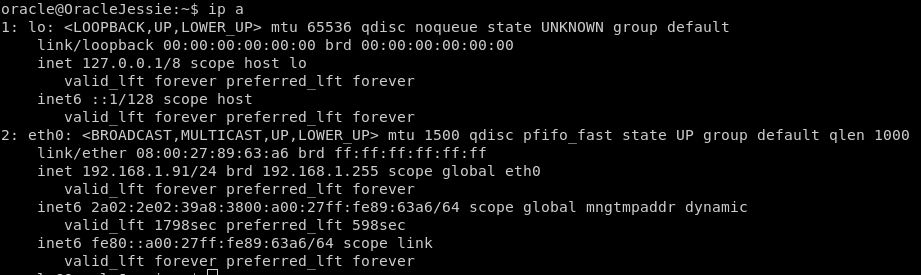 oracle@OracleJessie:~$ ip a
1: lo: <LOOPBACK,UP,LOWER_UP> mtu 65536 qdisc noqueue state UNKNOWN group default
    link/loopback 00:00:00:00:00:00 brd 00:00:00:00:00:00
    inet 127.0.0.1/8 scope host lo
       valid_lft forever preferred_lft forever
    inet6 ::1/128 scope host
       valid_lft forever preferred_lft forever
2: eth0: <BROADCAST,MULTICAST,UP,LOWER_UP> mtu 1500 qdisc pfifo_fast state UP group default qlen 1000
    link/ether 08:00:27:89:63:a6 brd ff:ff:ff:ff:ff:ff
    inet 192.168.1.91/24 brd 192.168.1.255 scope global eth0
       valid_lft forever preferred_lft forever
    inet6 2a02:2e02:39a8:3800:a00:27ff:fe89:63a6/64 scope global mngtmpaddr dynamic
       valid_lft 1798sec preferred_lft 598sec
    inet6 fe80::a00:27ff:fe89:63a6/64 scope link
       valid_lft forever preferred_lft forever